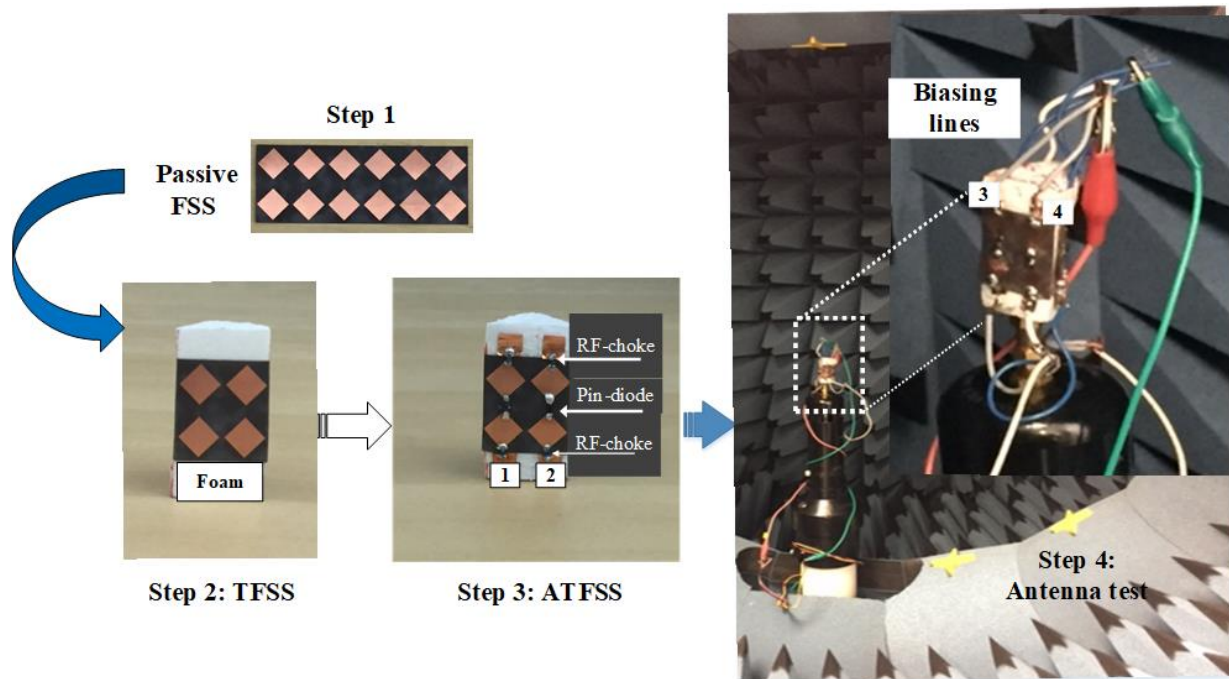 Step 1
Passive
FSS
Foam
Step 2: TFSS
RF-choke
Pin-diode
RF-choke
1
2
Step 3: ATFSS
Biasing
lines
3
4
Step 4:
Antenna test